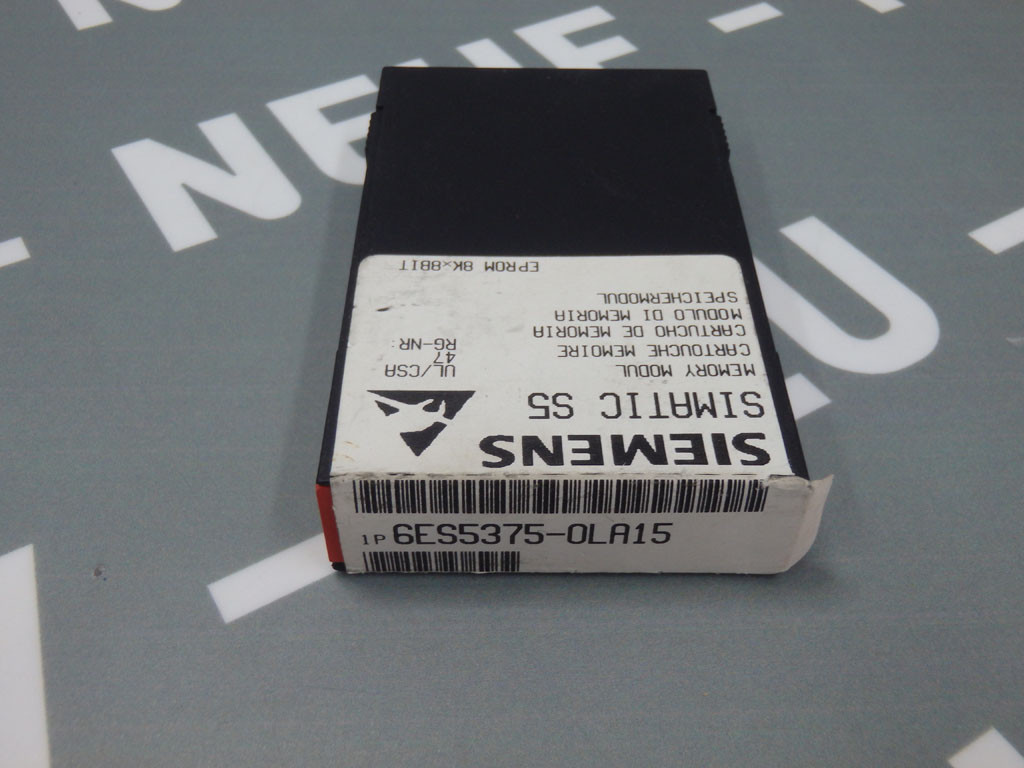 NEUF -
SIEMENS
SIMATIC S5
MEMORY MODUL
CARTOUCHE MEMOIRE
CARTUCHO DE MEMORIA
MODULO DI MEMORIA
SPEICHERMODUL
UL/CSA
47
RG-NR:
EPROM 8K×8BIT
1P 6ES5375-0LA15